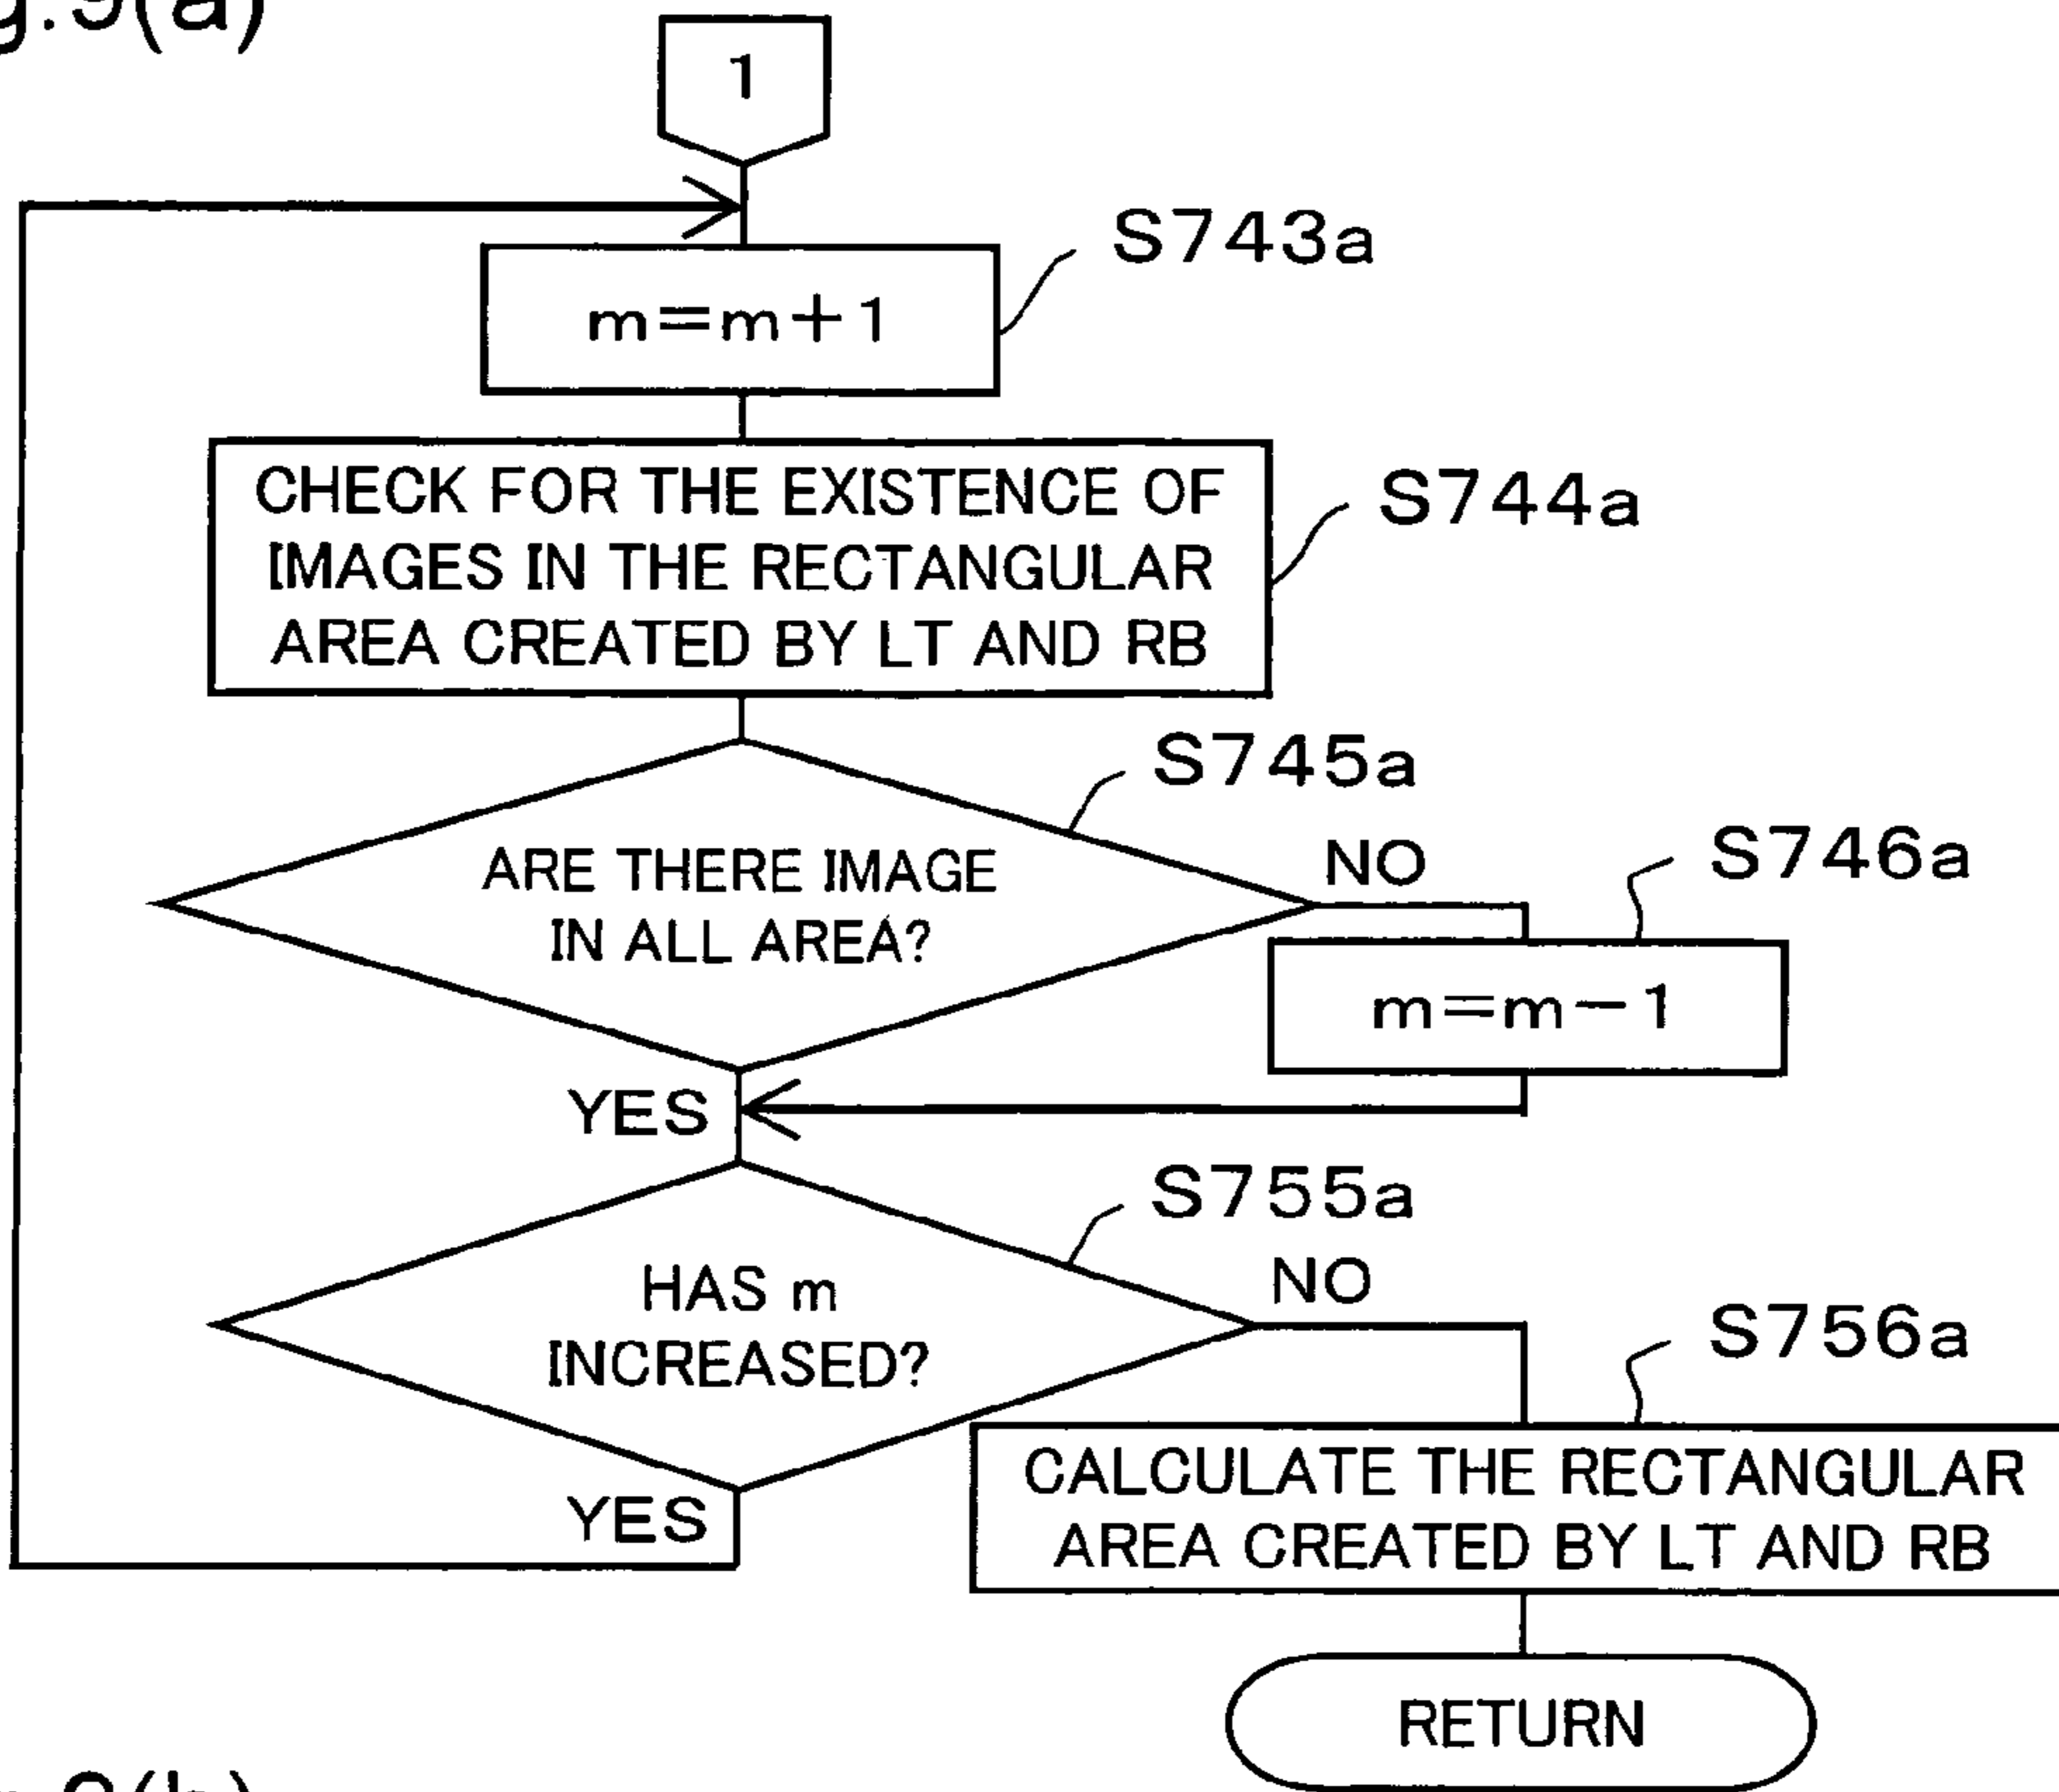 1
S743a
m=m+1
CHECK FOR THE EXISTENCE OF
IMAGES IN THE RECTANGULAR
AREA CREATED BY LT AND RB
S744a
S745a
ARE THERE IMAGE
IN ALL AREA?
NO
S746a
m=m-1
YES
S755a
HAS m
INCREASED?
NO
S756a
YES
CALCULATE THE RECTANGULAR
AREA CREATED BY LT AND RB
RETURN